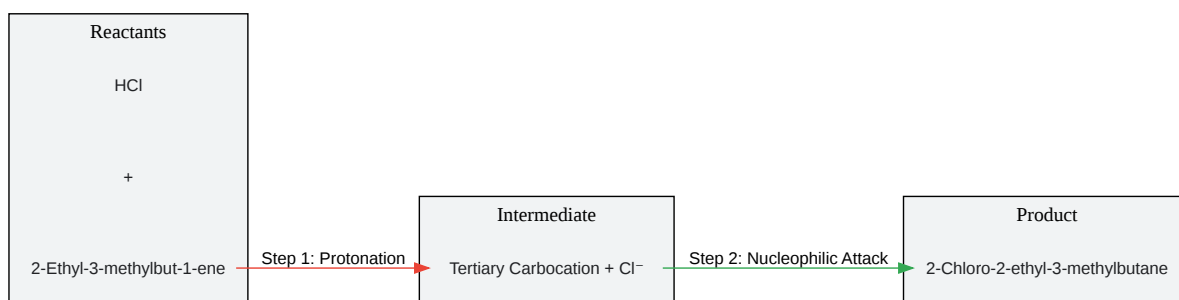 Reactants
HCl
+
2-Ethyl-3-methylbut-1-ene
Step 1: Protonation
Intermediate
Tertiary Carbocation + Cl⁻
Step 2: Nucleophilic Attack
Product
2-Chloro-2-ethyl-3-methylbutane